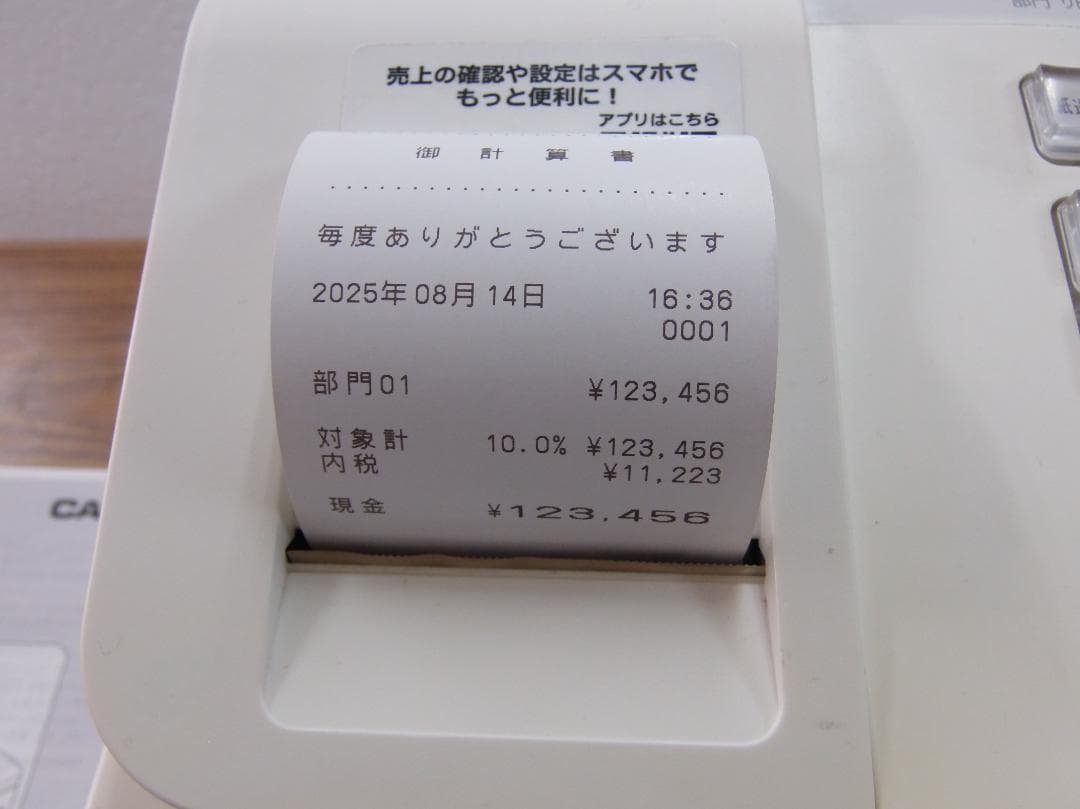 売上の確認や設定はスマホで
もっと便利に！
アプリはこちら
御計算書
毎度ありがとうございます
2025年08月14日 16:36
0001
部門01 ¥123,456
対象計 10.0% ¥123,456
内税 ¥11,223
現金 ¥123,456
CA